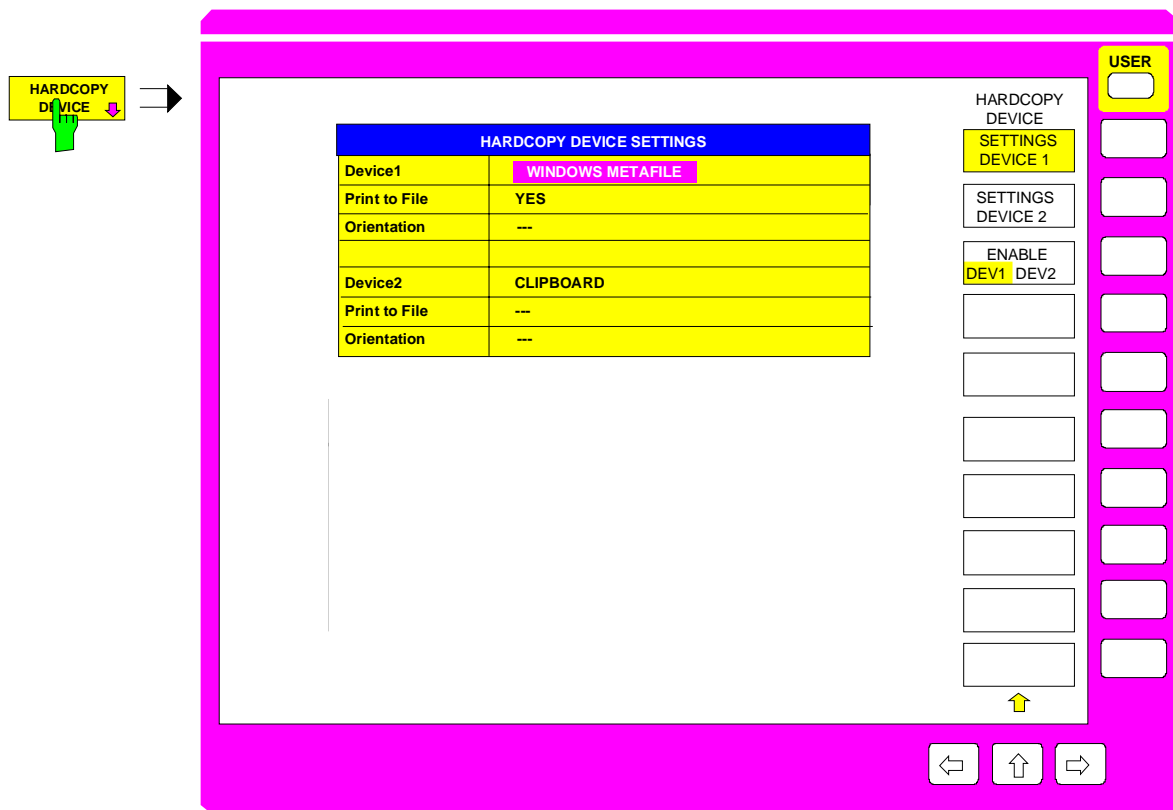 HARDCOPY
DEVICE
USER
HARDCOPY
DEVICE
SETTINGS
DEVICE 1
SETTINGS
DEVICE 2
ENABLE
DEV1 DEV2
HARDCOPY DEVICE SETTINGS
Device1 WINDOWS METAFILE
Print to File YES
Orientation ---
Device2 CLIPBOARD
Print to File ---
Orientation ---